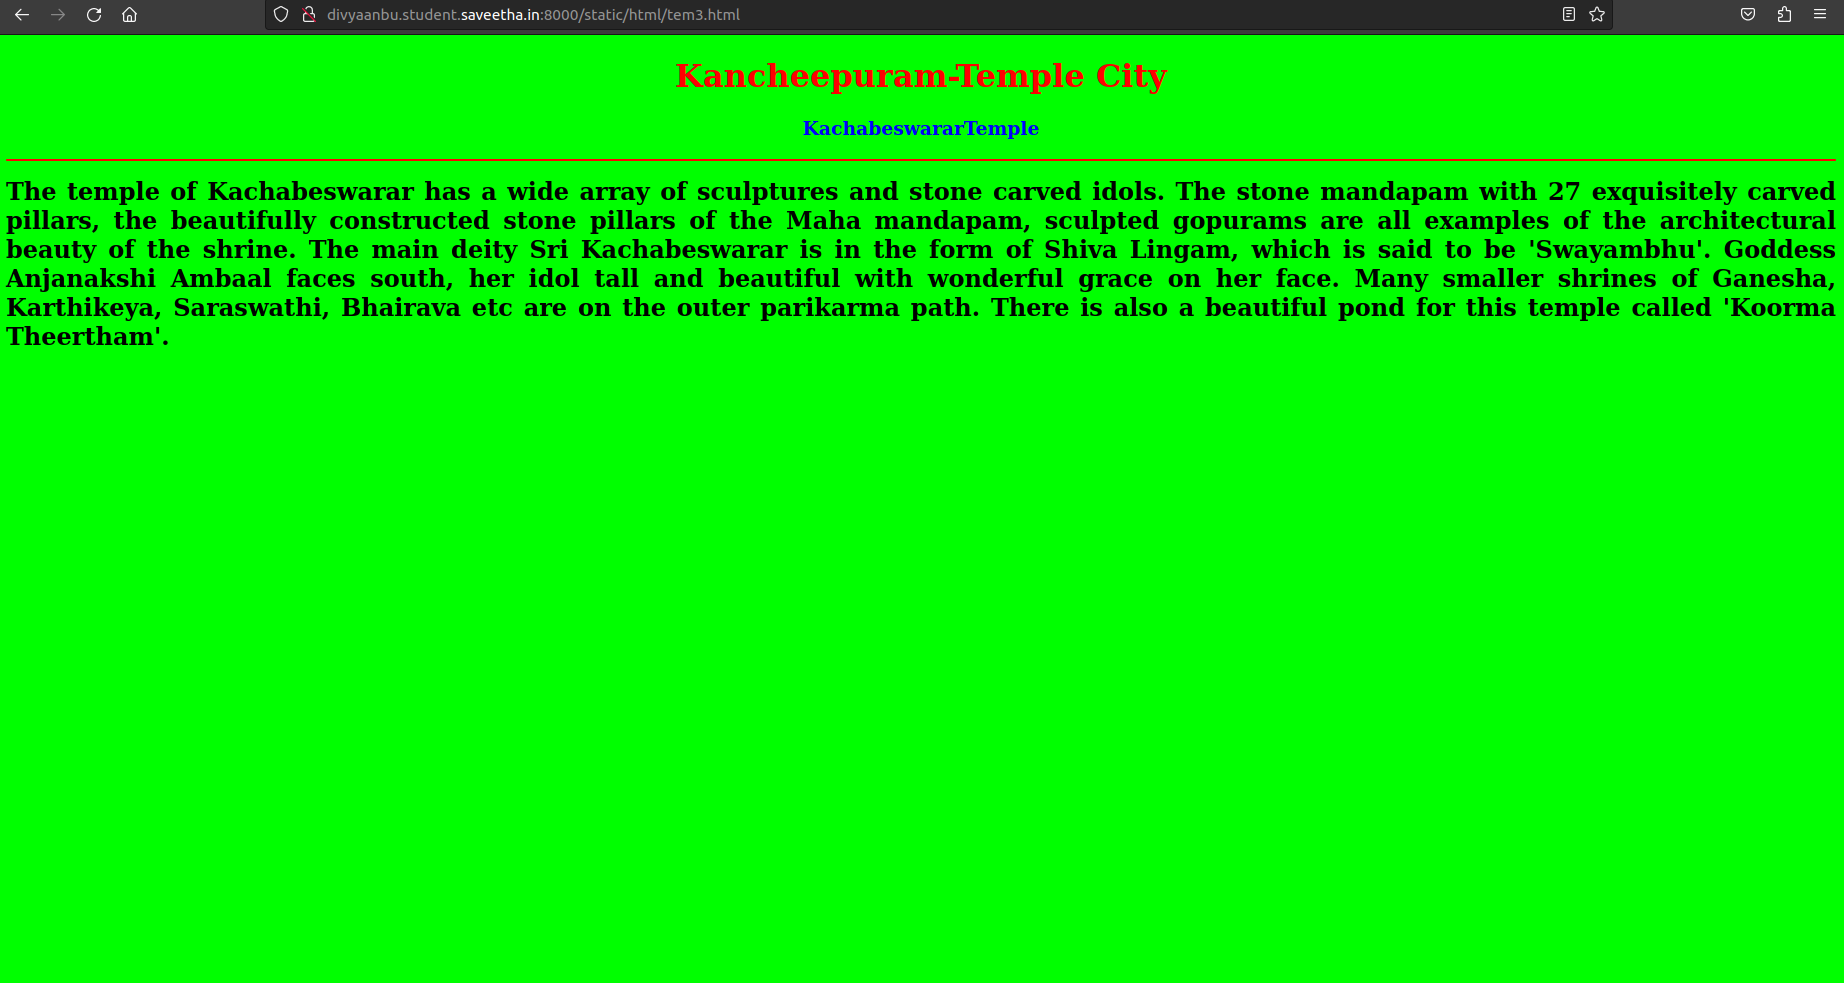 divyaanbu.student.saveetha.in:8000/static/html/tem3.html
Kancheepuram-Temple City
KachabeswararTemple
The temple of Kachabeswarar has a wide array of sculptures and stone carved idols. The stone mandapam with 27 exquisitely carved
pillars, the beautifully constructed stone pillars of the Maha mandapam, sculpted gopurams are all examples of the architectural
beauty of the shrine. The main deity Sri Kachabeswarar is in the form of Shiva Lingam, which is said to be 'Swayambhu'. Goddess
Anjanakshi Ambaal faces south, her idol tall and beautiful with wonderful grace on her face. Many smaller shrines of Ganesha,
Karthikeya, Saraswathi, Bhairava etc are on the outer parikarma path. There is also a beautiful pond for this temple called 'Koorma
Theertham'.